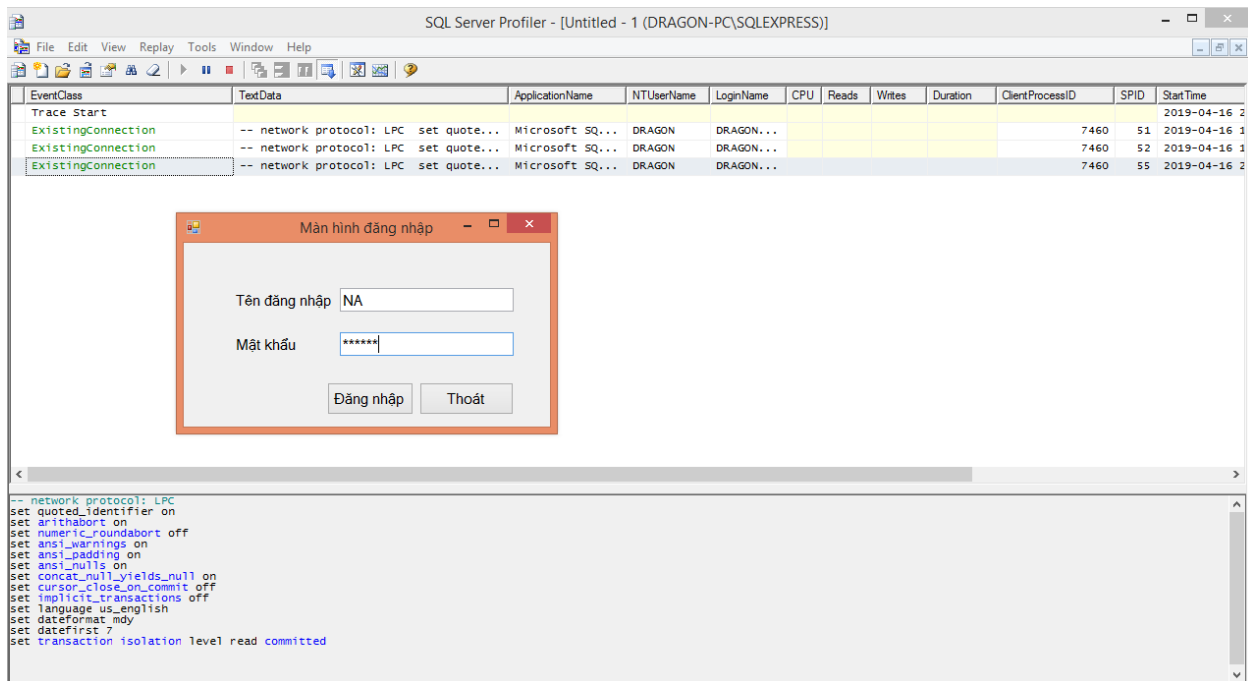 SQL Server Profiler - [Untitled - 1 (DRAGON-PC\SQLEXPRESS)]
File Edit View Replay Tools Window Help
EventClass TextData ApplicationName NTUserName LoginName CPU Reads Writes Duration ClientProcessID SPID StartTime
Trace Start 2019-04-16 2
ExistingConnection -- network protocol: LPC set quote... Microsoft SQ... DRAGON DRAGON... 7460 51 2019-04-16 1
ExistingConnection -- network protocol: LPC set quote... Microsoft SQ... DRAGON DRAGON... 7460 52 2019-04-16 1
ExistingConnection -- network protocol: LPC set quote... Microsoft SQ... DRAGON DRAGON... 7460 55 2019-04-16 2
Màn hình đăng nhập
Tên đăng nhập NA
Mật khẩu ******
Đăng nhập Thoát
-- network protocol: LPC
set quoted_identifier on
set arithabort on
set numeric_roundabort off
set ansi_warnings on
set ansi_padding on
set ansi_nulls on
set concat_null_yields_null on
set cursor_close_on_commit off
set implicit_transactions off
set language us_english
set dateformat mdy
set datefirst 7
set transaction isolation level read committed